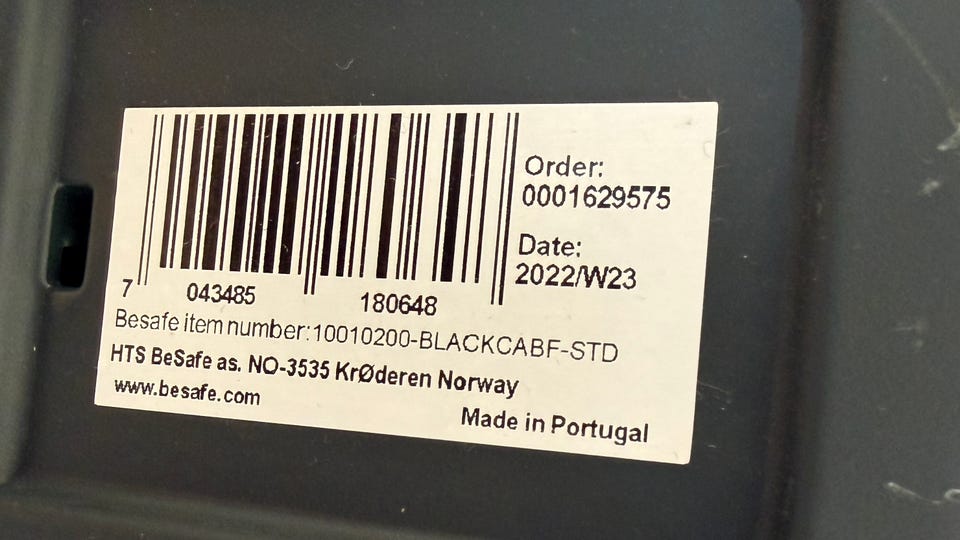 Order:
0001629575
Date:
2022/W23
7 043485 180648
Besafe item number:10010200-BLACKCABF-STD
HTS BeSafe as. NO-3535 KrØderen Norway
www.besafe.com
Made in Portugal